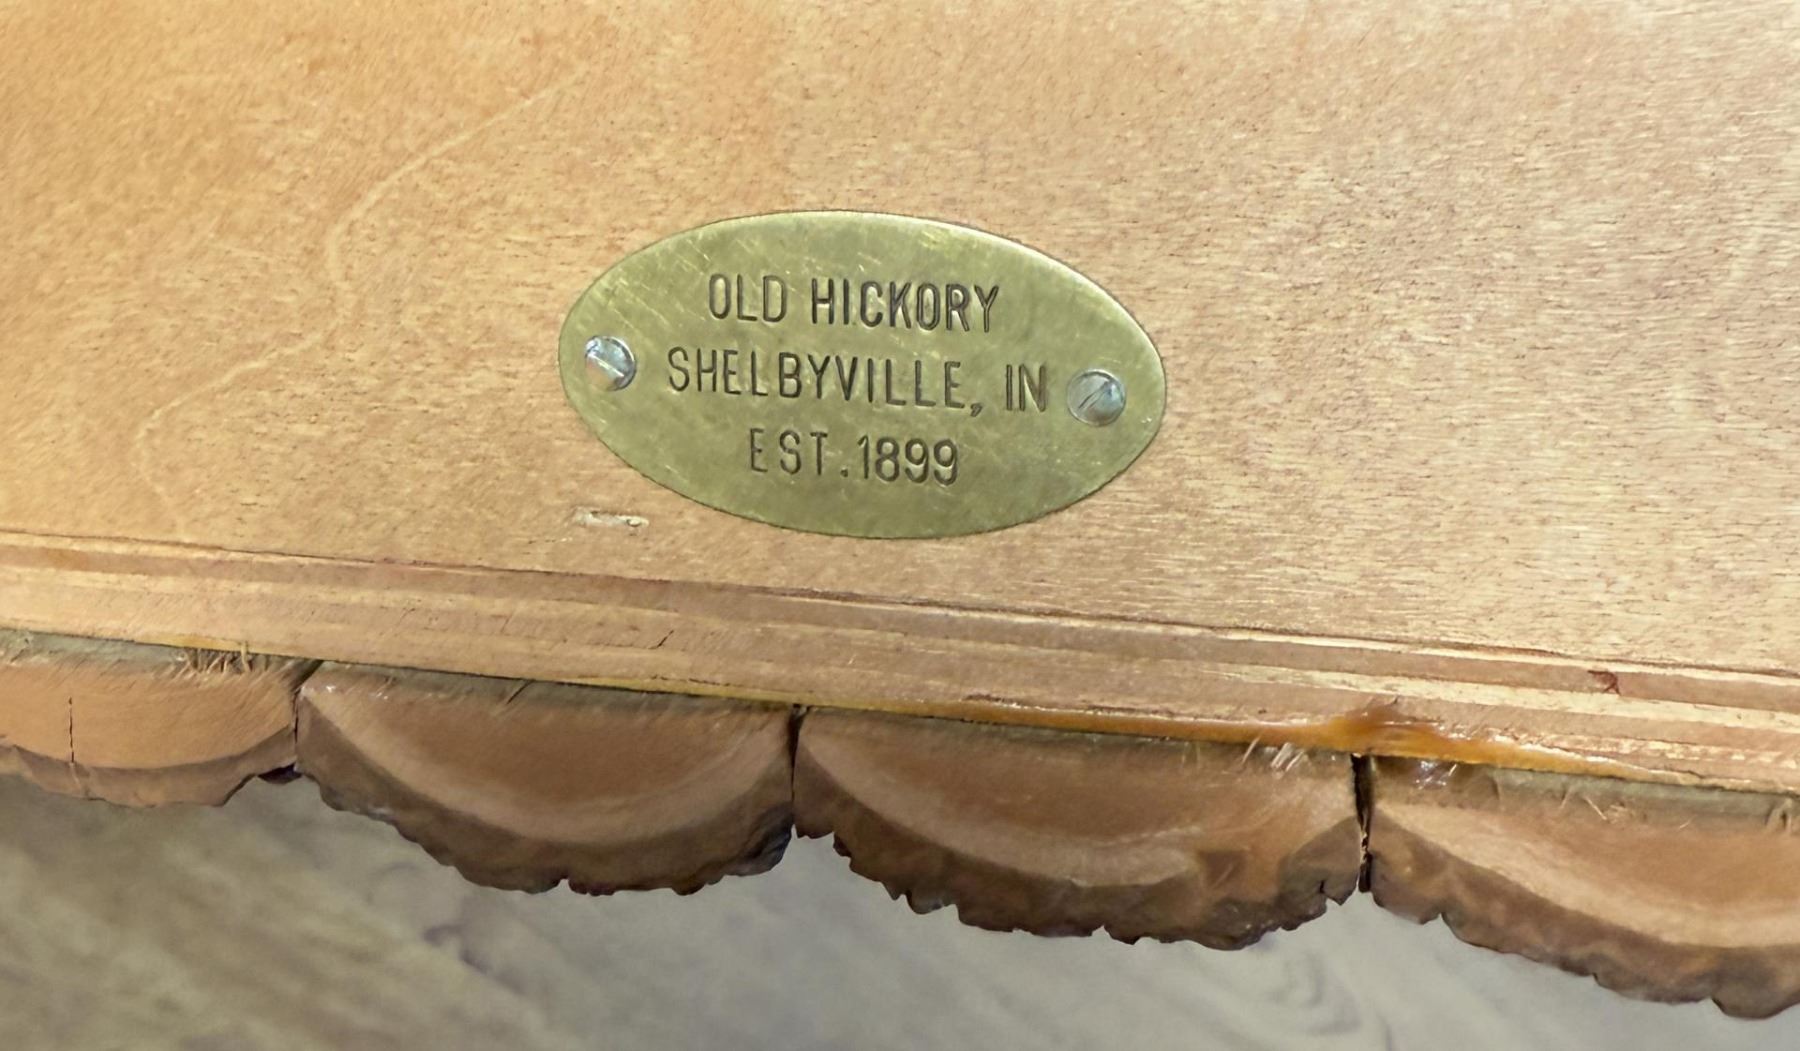 OLD HICKORY
SHELBYVILLE, IN
EST. 1899